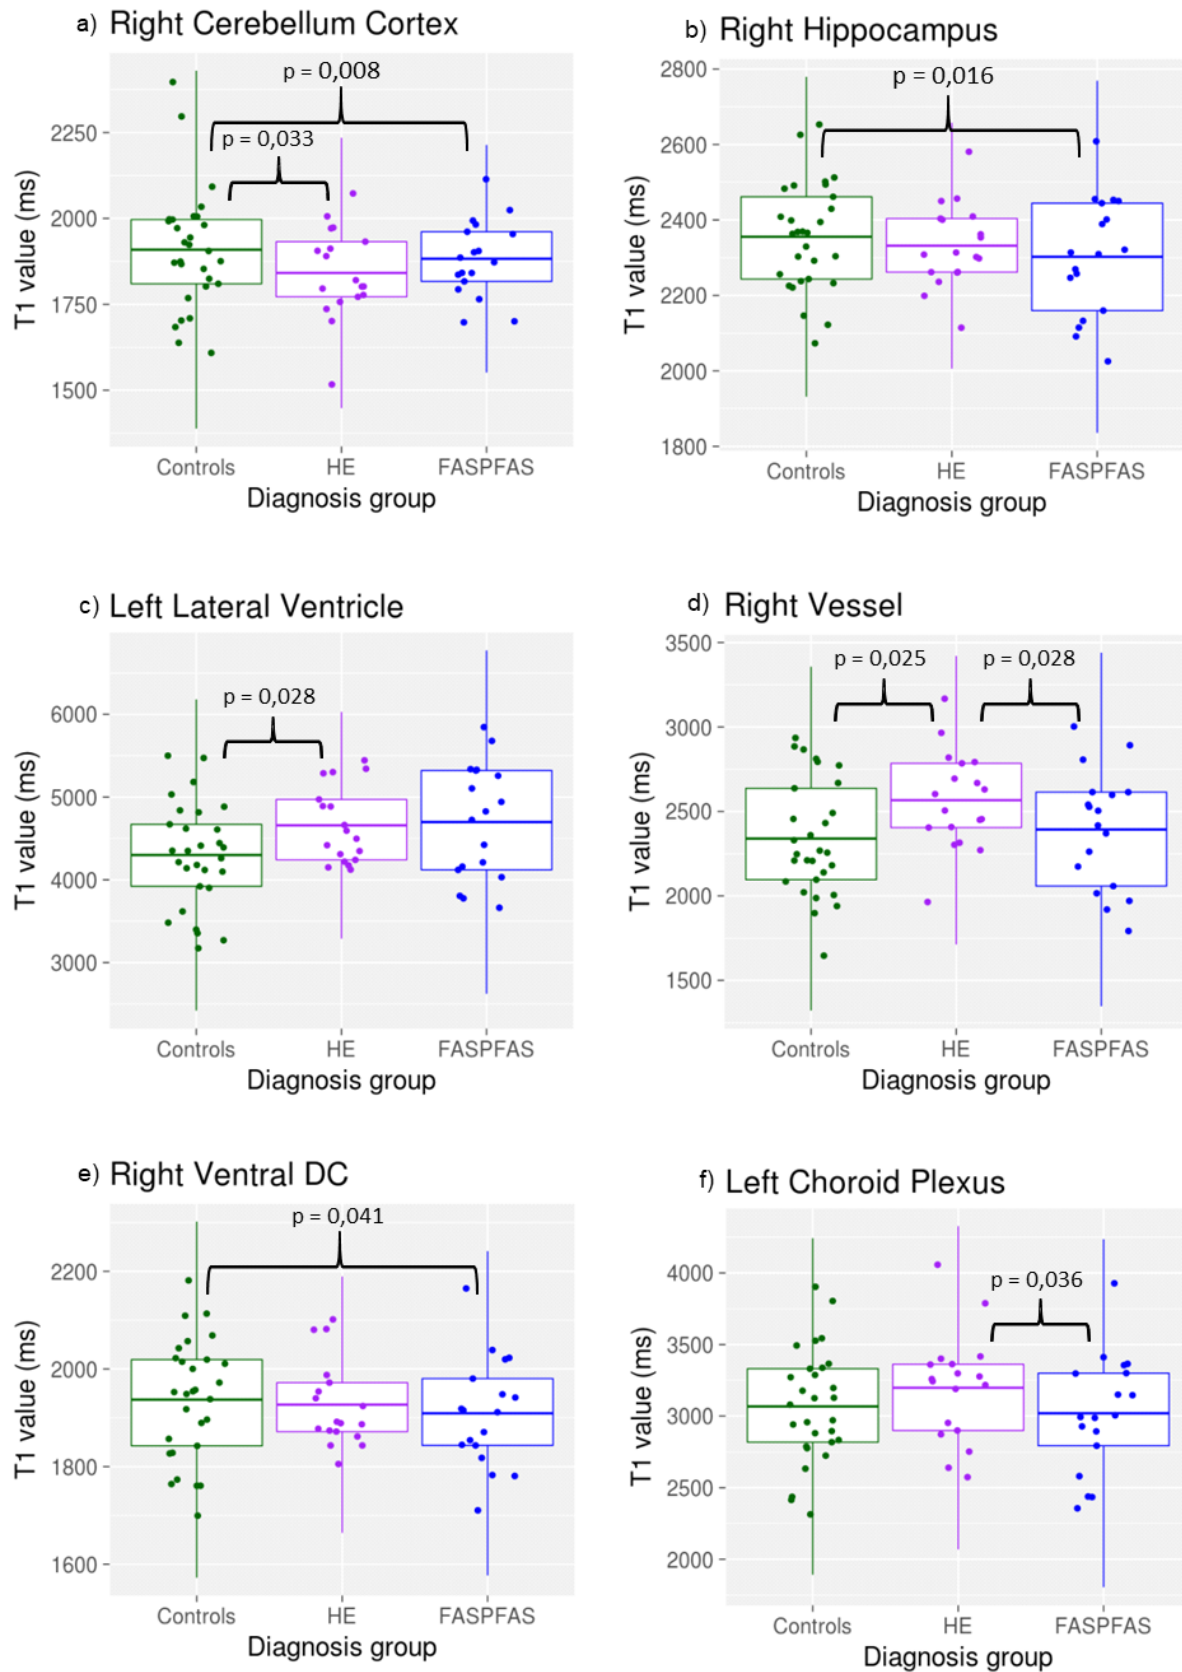 a) Right Cerebellum Cortex
p = 0,008
p = 0,033
2250
2000
1750
1500
T1 value (ms)
Controls HE FASPFAS
Diagnosis group
b) Right Hippocampus
p = 0,016
2800
2600
2400
2200
2000
1800
T1 value (ms)
Controls HE FASPFAS
Diagnosis group
c) Left Lateral Ventricle
p = 0,028
6000
5000
4000
3000
T1 value (ms)
Controls HE FASPFAS
Diagnosis group
d) Right Vessel
p = 0,025 p = 0,028
3500
3000
2500
2000
1500
T1 value (ms)
Controls HE FASPFAS
Diagnosis group
e) Right Ventral DC
p = 0,041
2200
2000
1800
1600
T1 value (ms)
Controls HE FASPFAS
Diagnosis group
f) Left Choroid Plexus
p = 0,036
4000
3500
3000
2500
2000
T1 value (ms)
Controls HE FASPFAS
Diagnosis group